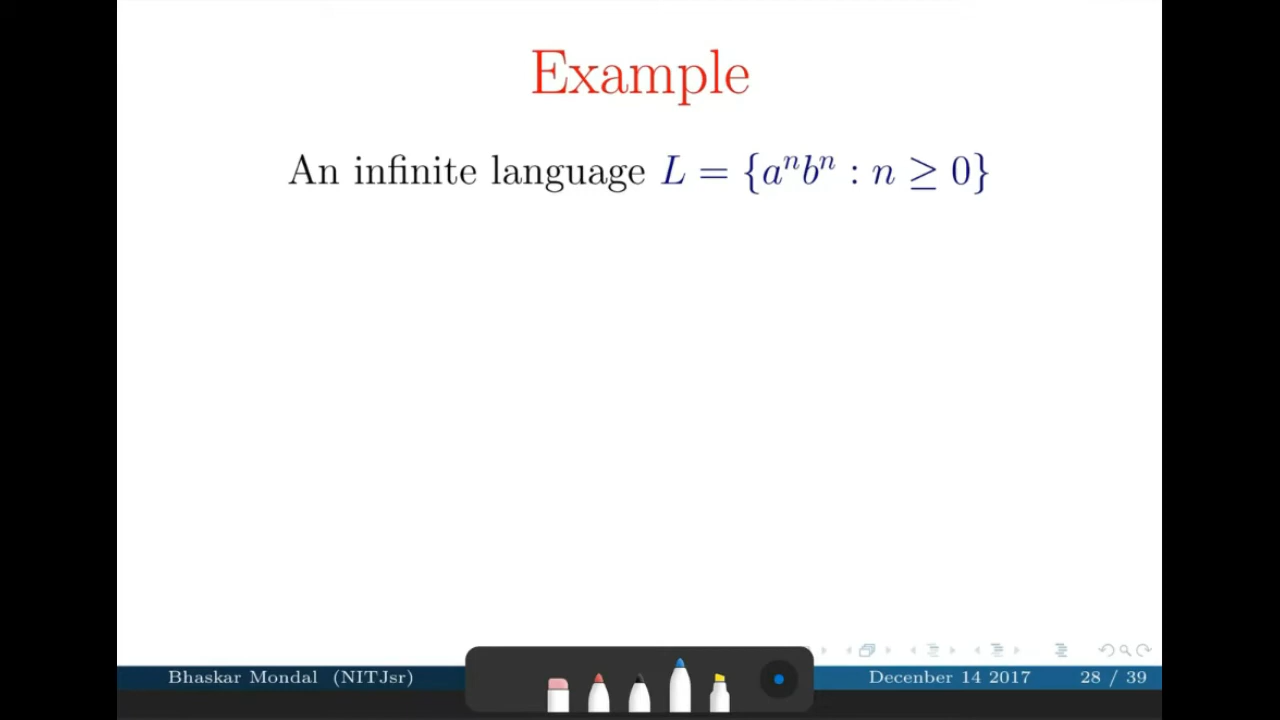 Example
An infinite language L = {aⁿbⁿ : n ≥ 0}
Bhaskar Mondal (NITJsr)
Decenber 14 2017
28 / 39